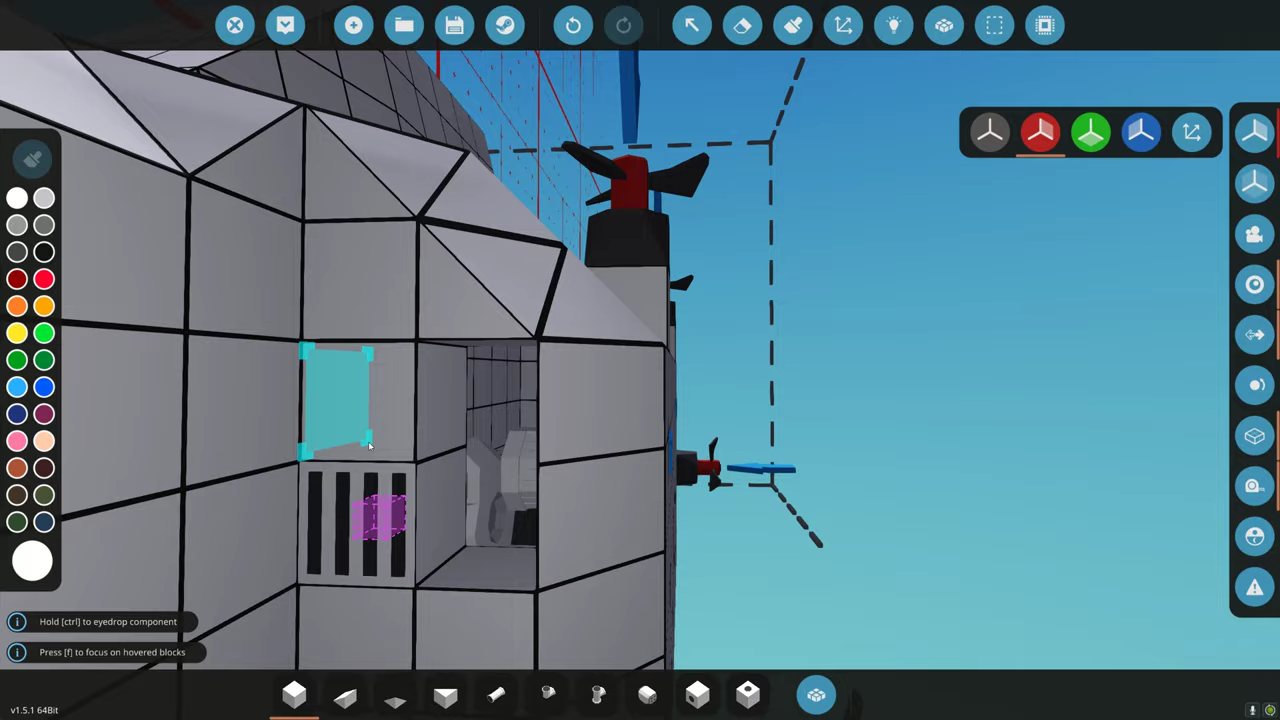 Hold [ctrl] to eyedrop component
Press [f] to focus on hovered blocks
v1.5.1 64Bit